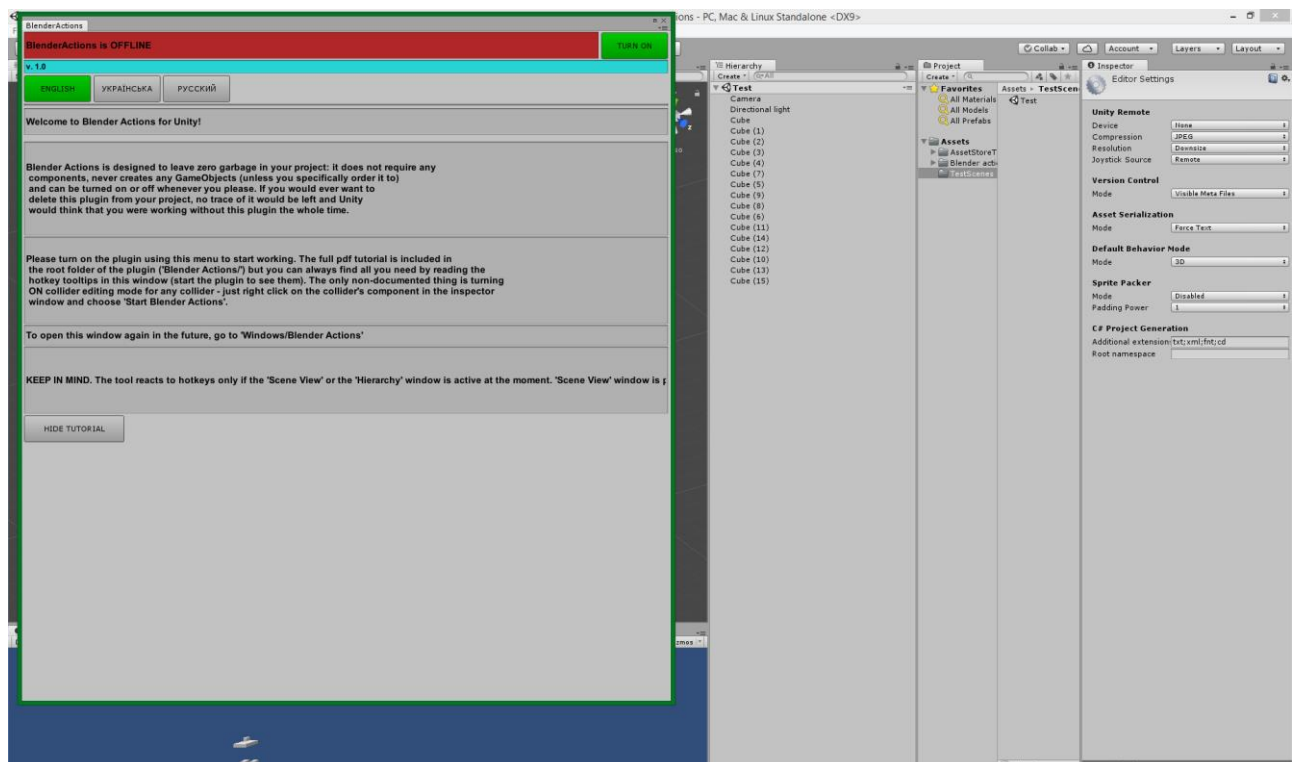 ions - PC, Mac & Linux Standalone <DX9>
BlenderActions
BlenderActions is OFFLINE
TURN ON
v. 1.0
ENGLISH
УКРАЇНСЬКА
РУССКИЙ
Welcome to Blender Actions for Unity!
Blender Actions is designed to leave zero garbage in your project: it does not require any
components, never creates any GameObjects (unless you specifically order it to)
and can be turned on or off whenever you please. If you would ever want to
delete this plugin from your project, no trace of it would be left and Unity
would think that you were working without this plugin the whole time.
Please turn on the plugin using this menu to start working. The full pdf tutorial is included in
the root folder of the plugin ('Blender Actions/') but you can always find all you need by reading the
hotkey tooltips in this window (start the plugin to see them). The only non-documented thing is turning
ON collider editing mode for any collider - just right click on the collider's component in the inspector
window and choose 'Start Blender Actions'.
To open this window again in the future, go to 'Windows/Blender Actions'
KEEP IN MIND. The tool reacts to hotkeys only if the 'Scene View' or the 'Hierarchy' window is active at the moment. 'Scene View' window is p
HIDE TUTORIAL
zmos
Collab
Account
Layers
Layout
Hierarchy
Create
All
Test
Camera
Directional light
Cube
Cube (1)
Cube (2)
Cube (3)
Cube (4)
Cube (7)
Cube (5)
Cube (9)
Cube (8)
Cube (6)
Cube (11)
Cube (14)
Cube (12)
Cube (10)
Cube (13)
Cube (15)
Project
Create
Favorites
All Materials
All Models
All Prefabs
Assets
AssetStoreT
Blender acti
TestScenes
Assets
TestScen
Test
Inspector
Editor Settings
Unity Remote
Device None
Compression JPEG
Resolution Downsize
Joystick Source Remote
Version Control
Mode Visible Meta Files
Asset Serialization
Mode Force Text
Default Behavior Mode
Mode 3D
Sprite Packer
Mode Disabled
Padding Power 1
C# Project Generation
Additional extension txt;xml;fnt;cd
Root namespace